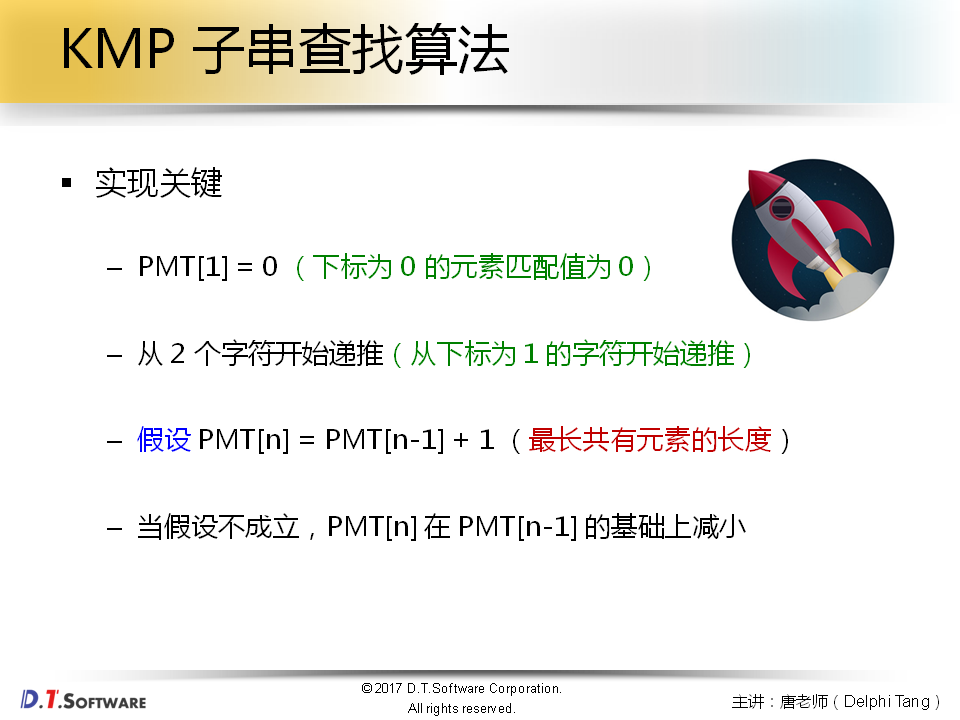 KMP 子串查找算法
▪ 实现关键
– PMT[1] = 0（下标为 0 的元素匹配值为 0）
– 从 2 个字符开始递推（从下标为 1 的字符开始递推）
– 假设 PMT[n] = PMT[n-1] + 1（最长共有元素的长度）
– 当假设不成立，PMT[n] 在 PMT[n-1] 的基础上减小
D.T.SOFTWARE
©2017 D.T.Software Corporation.
All rights reserved.
主讲：唐老师（Delphi Tang）